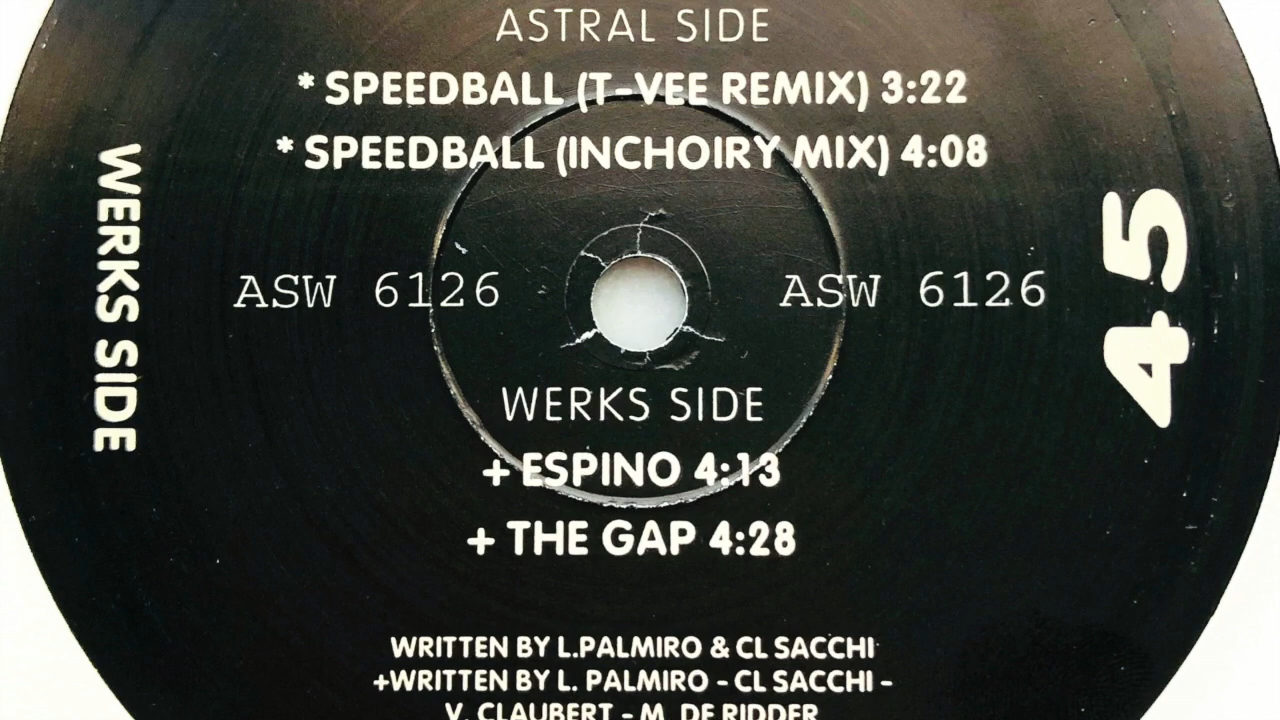 ASTRAL SIDE
* SPEEDBALL (T-VEE REMIX) 3:22
* SPEEDBALL (INCHOIRY MIX) 4:08
WERKS SIDE
45
ASW 6126 ASW 6126
WERKS SIDE
+ ESPINO 4:13
+ THE GAP 4:28
WRITTEN BY L.PALMIRO & CL SACCHI
+WRITTEN BY L. PALMIRO - CL SACCHI -
V. CLAUBERT - M. DE RIDDER